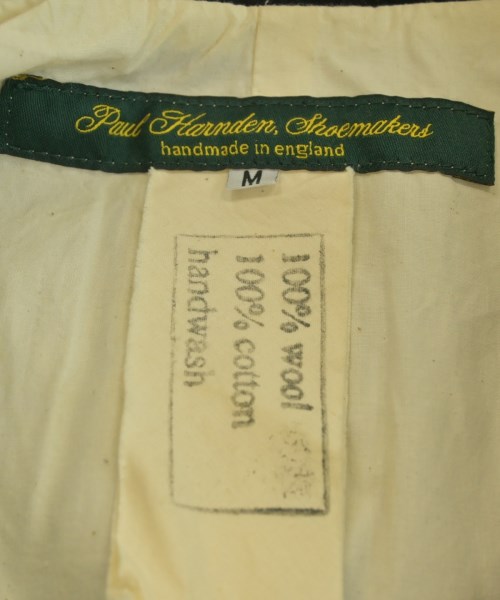 Paul Harnden, Shoemakers
handmade in england
M
100% wool
100% cotton
handwash